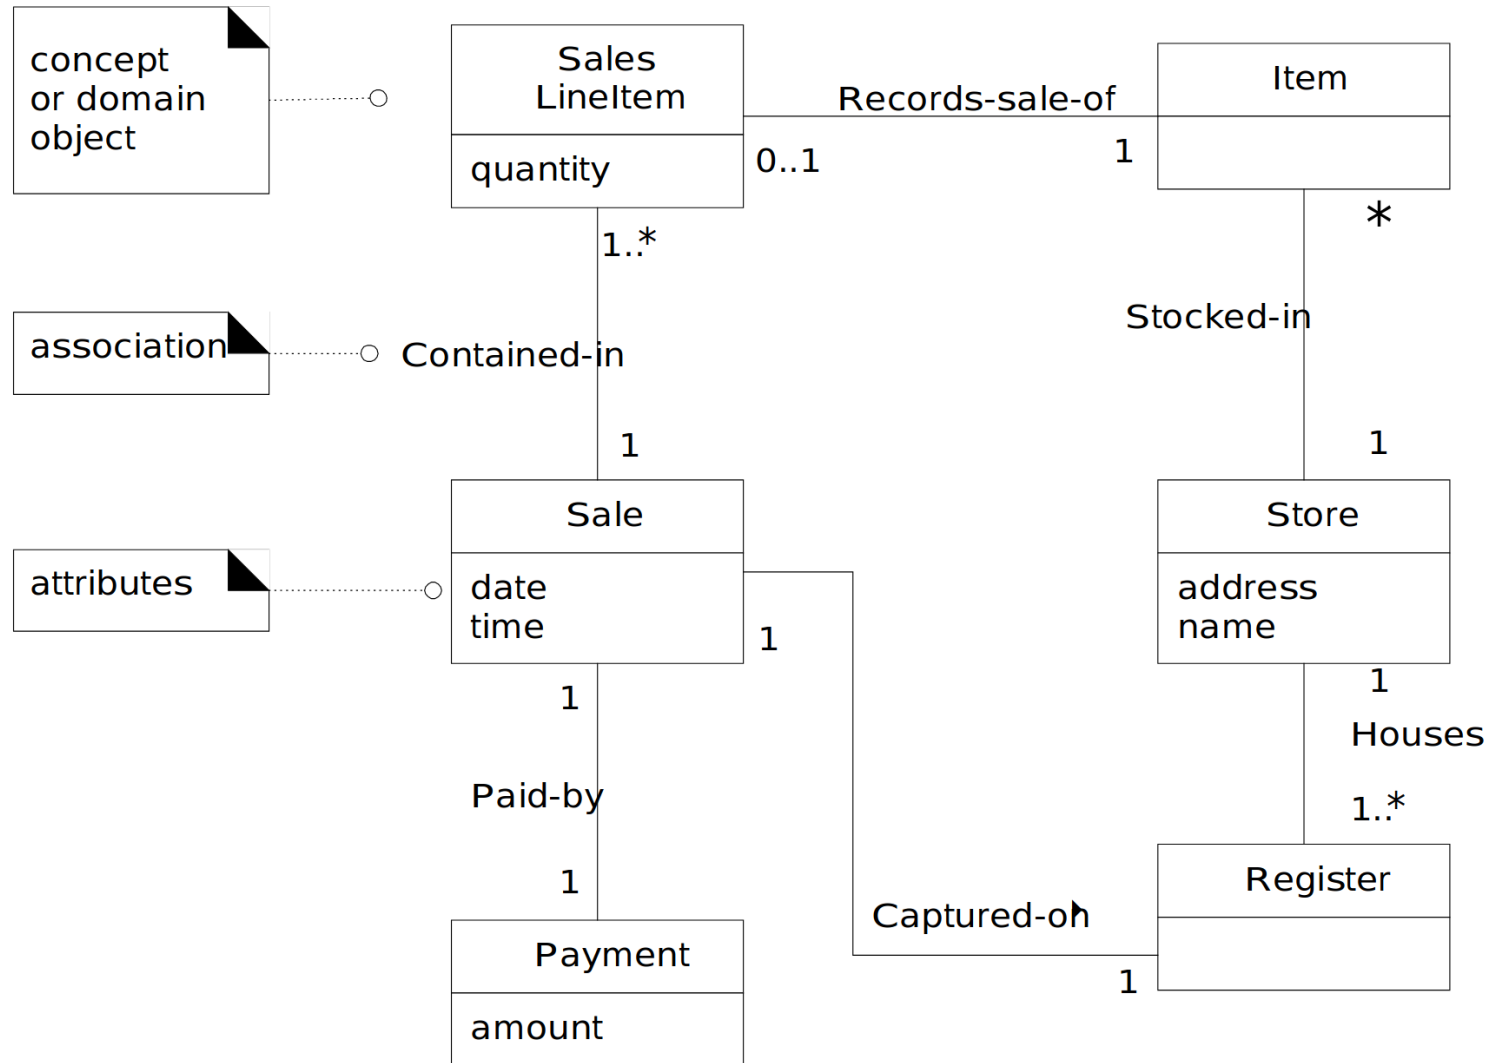 concept
or domain
object
Sales
LineItem
quantity
Records-sale-of
0..1
1
Item
*
1..*
Stocked-in
association
Contained-in
1
1
Sale
date
time
Store
address
name
attributes
1
1
1
Houses
Paid-by
1..*
1
Captured-on
1
Register
Payment
amount